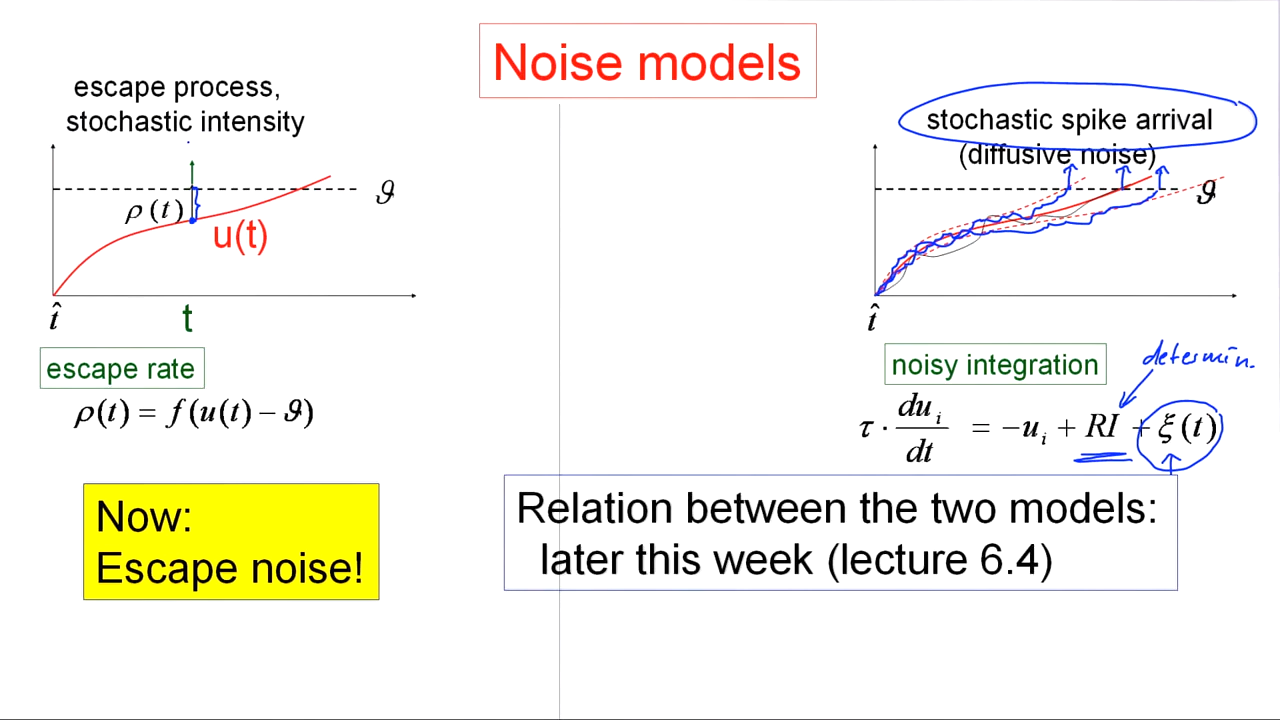 Noise models
escape process,
stochastic intensity
ρ(t)
u(t)
ϑ
t̂
t
escape rate
ρ(t) = f(u(t) − ϑ)
Now:
Escape noise!
stochastic spike arrival
(diffusive noise)
ϑ
t̂
noisy integration
determin.
τ · du_i/dt = −u_i + RI + ξ(t)
Relation between the two models:
later this week (lecture 6.4)